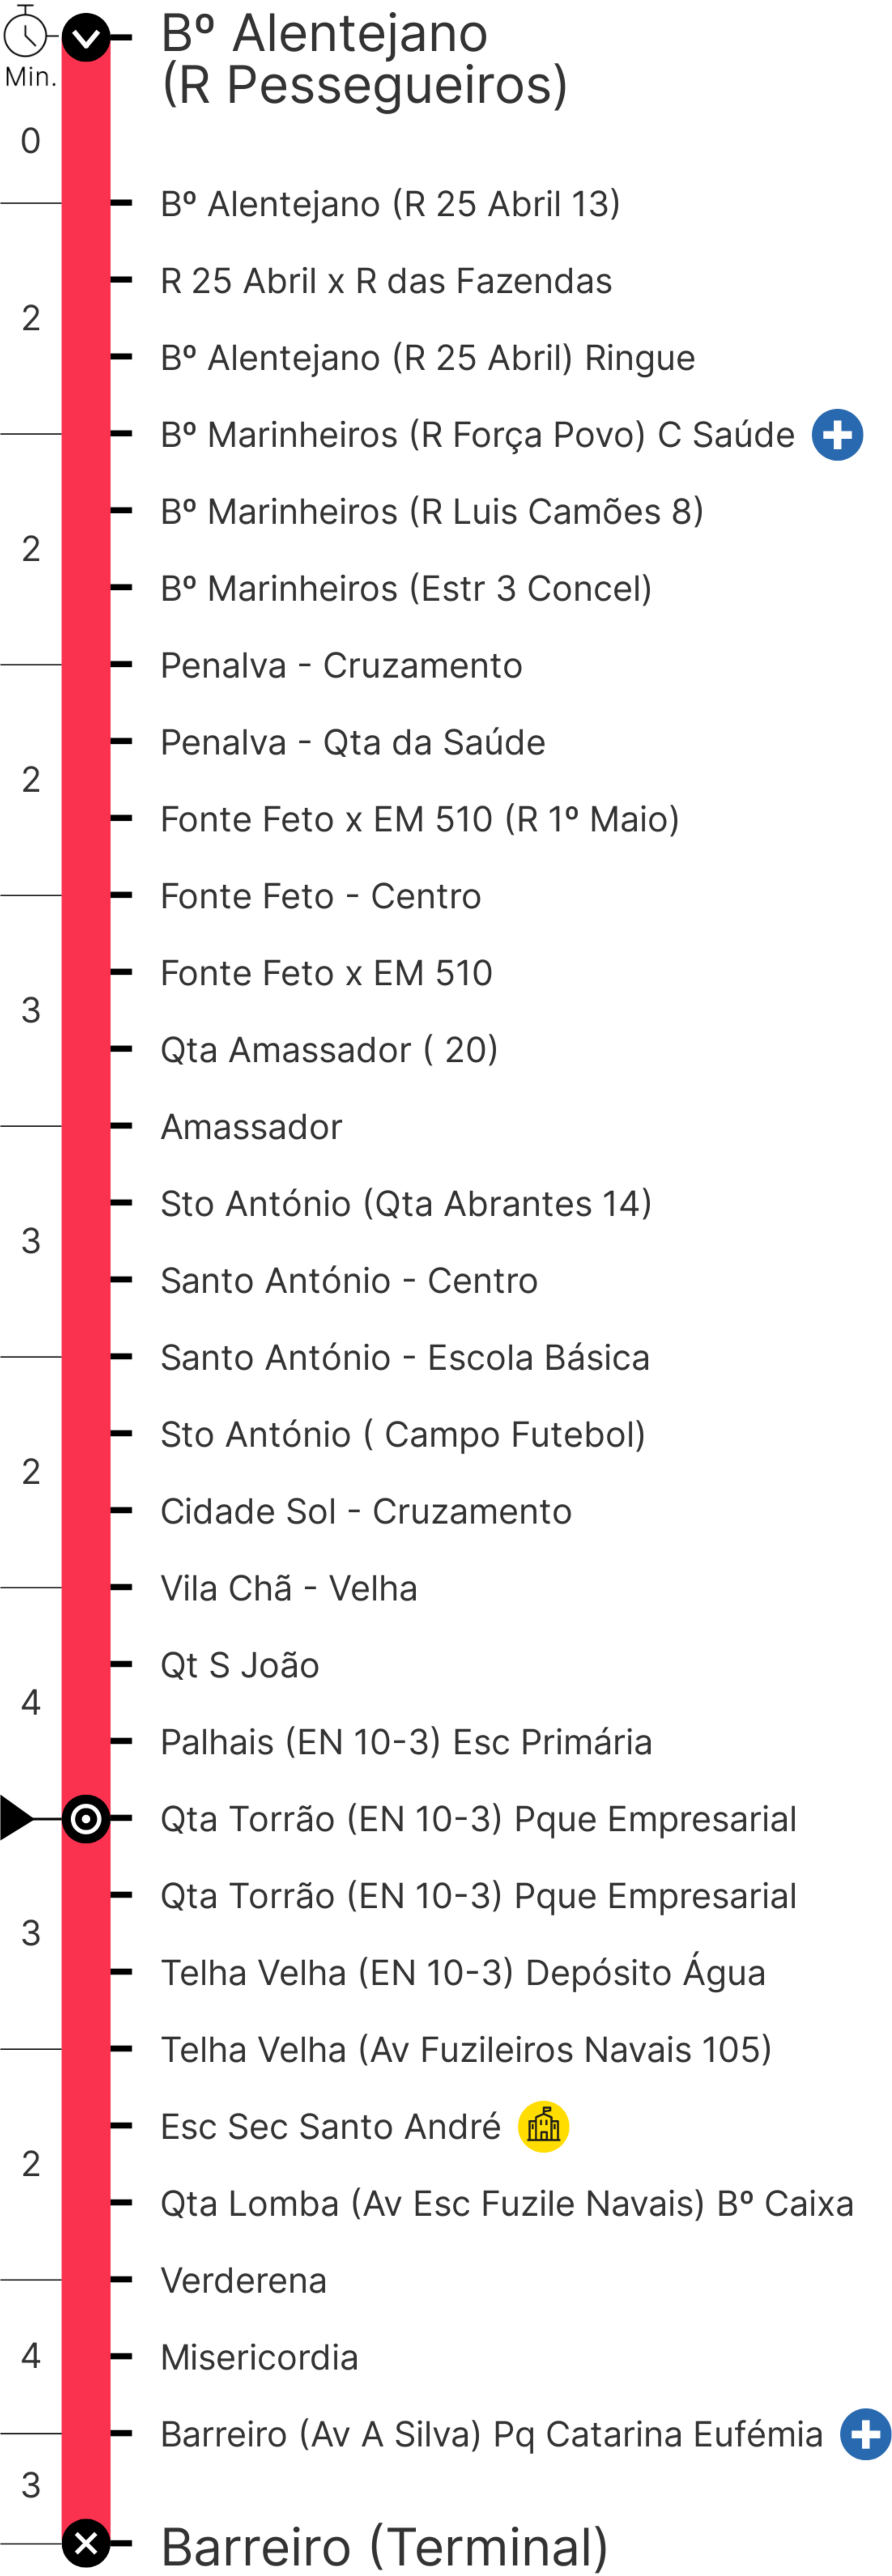 Bº Alentejano
(R Pessegueiros)
Min.
0
Bº Alentejano (R 25 Abril 13)
R 25 Abril x R das Fazendas
2
Bº Alentejano (R 25 Abril) Ringue
Bº Marinheiros (R Força Povo) C Saúde
Bº Marinheiros (R Luis Camões 8)
2
Bº Marinheiros (Estr 3 Concel)
Penalva - Cruzamento
Penalva - Qta da Saúde
2
Fonte Feto x EM 510 (R 1º Maio)
Fonte Feto - Centro
Fonte Feto x EM 510
3
Qta Amassador ( 20)
Amassador
Sto António (Qta Abrantes 14)
3
Santo António - Centro
Santo António - Escola Básica
Sto António ( Campo Futebol)
2
Cidade Sol - Cruzamento
Vila Chã - Velha
Qt S João
4
Palhais (EN 10-3) Esc Primária
Qta Torrão (EN 10-3) Pque Empresarial
Qta Torrão (EN 10-3) Pque Empresarial
3
Telha Velha (EN 10-3) Depósito Água
Telha Velha (Av Fuzileiros Navais 105)
Esc Sec Santo André
2
Qta Lomba (Av Esc Fuzile Navais) Bº Caixa
Verderena
4
Misericordia
Barreiro (Av A Silva) Pq Catarina Eufémia
3
Barreiro (Terminal)